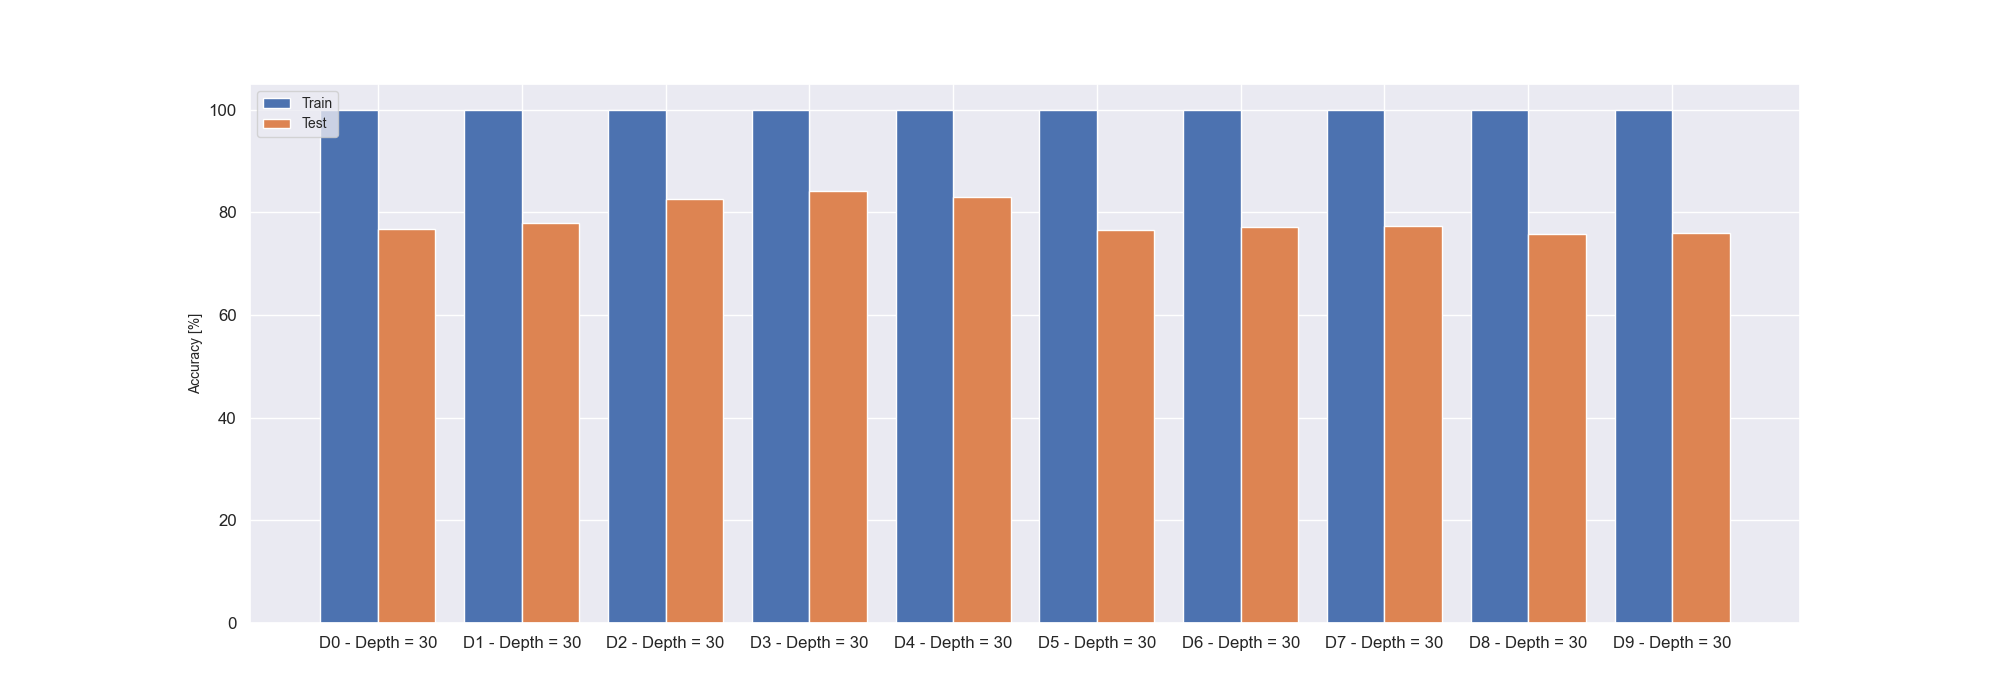 Train
Test
100
80
60
40
20
0
Accuracy [%]
D0 - Depth = 30
D1 - Depth = 30
D2 - Depth = 30
D3 - Depth = 30
D4 - Depth = 30
D5 - Depth = 30
D6 - Depth = 30
D7 - Depth = 30
D8 - Depth = 30
D9 - Depth = 30